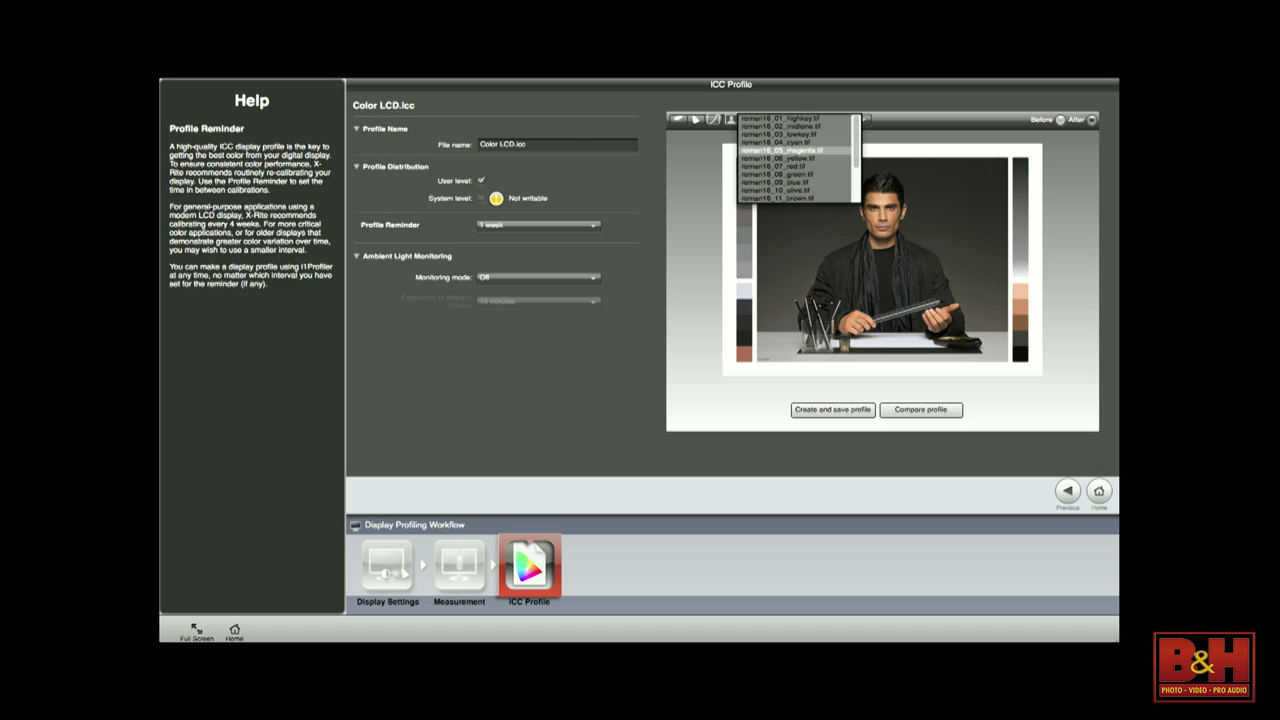 ICC Profile
Help
Profile Reminder
A high-quality ICC display profile is the key to
getting the best color from your digital display.
To ensure consistent color performance, X-
Rite recommends routinely re-calibrating your
display. Use the Profile Reminder to set the
time in between calibrations.
For general-purpose applications using a
modern LCD display, X-Rite recommends
calibrating every 4 weeks. For more critical
color applications, or for older displays that
demonstrate greater color variation over time,
you may wish to use a smaller interval.
You can make a display profile using i1Profiler
at any time, no matter which interval you have
set for the reminder (if any).
Color LCD.icc
Profile Name
File name: Color LCD.icc
Profile Distribution
User level:
System level: Not writable
Profile Reminder 1 week
Ambient Light Monitoring
Monitoring mode: Off
Frequency of ambient
checks: 10 minutes
roman16_01_highkey.tif
roman16_02_midtone.tif
roman16_03_lowkey.tif
roman16_04_cyan.tif
roman16_05_magenta.tif
roman16_06_yellow.tif
roman16_07_red.tif
roman16_08_green.tif
roman16_09_blue.tif
roman16_10_olive.tif
roman16_11_brown.tif
Before After
Create and save profile Compare profile
Previous Home
Display Profiling Workflow
Display Settings Measurement ICC Profile
Full Screen Home
B&H
PHOTO - VIDEO - PRO AUDIO